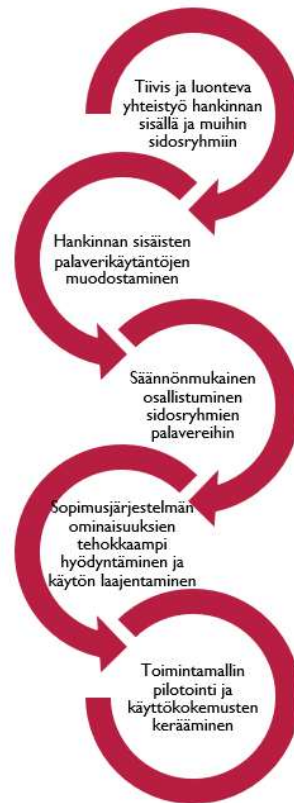 Tiivis ja luonteva
yhteistyö hankinnan
sisällä ja muihin
sidosryhmiin
Hankinnan sisäisten
palaverikäytäntöjen
muodostaminen
Säännönmukainen
osallistuminen
sidosryhmien
palavereihin
Sopimusjärjestelmän
ominaisuuksien
tehokkaampi
hyödyntäminen ja
käytön laajentaminen
Toimintamallin
pilotointi ja
käyttökokemusten
kerääminen